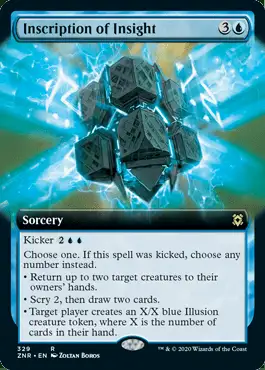 Inscription of Insight 3
Sorcery
Kicker 2
Choose one. If this spell was kicked, choose any
number instead.
• Return up to two target creatures to their
owners' hands.
• Scry 2, then draw two cards.
• Target player creates an X/X blue Illusion
creature token, where X is the number
of cards in their hand.
329 R
ZNR • EN ZOLTAN BOROS
™ & © 2020 Wizards of the Coast